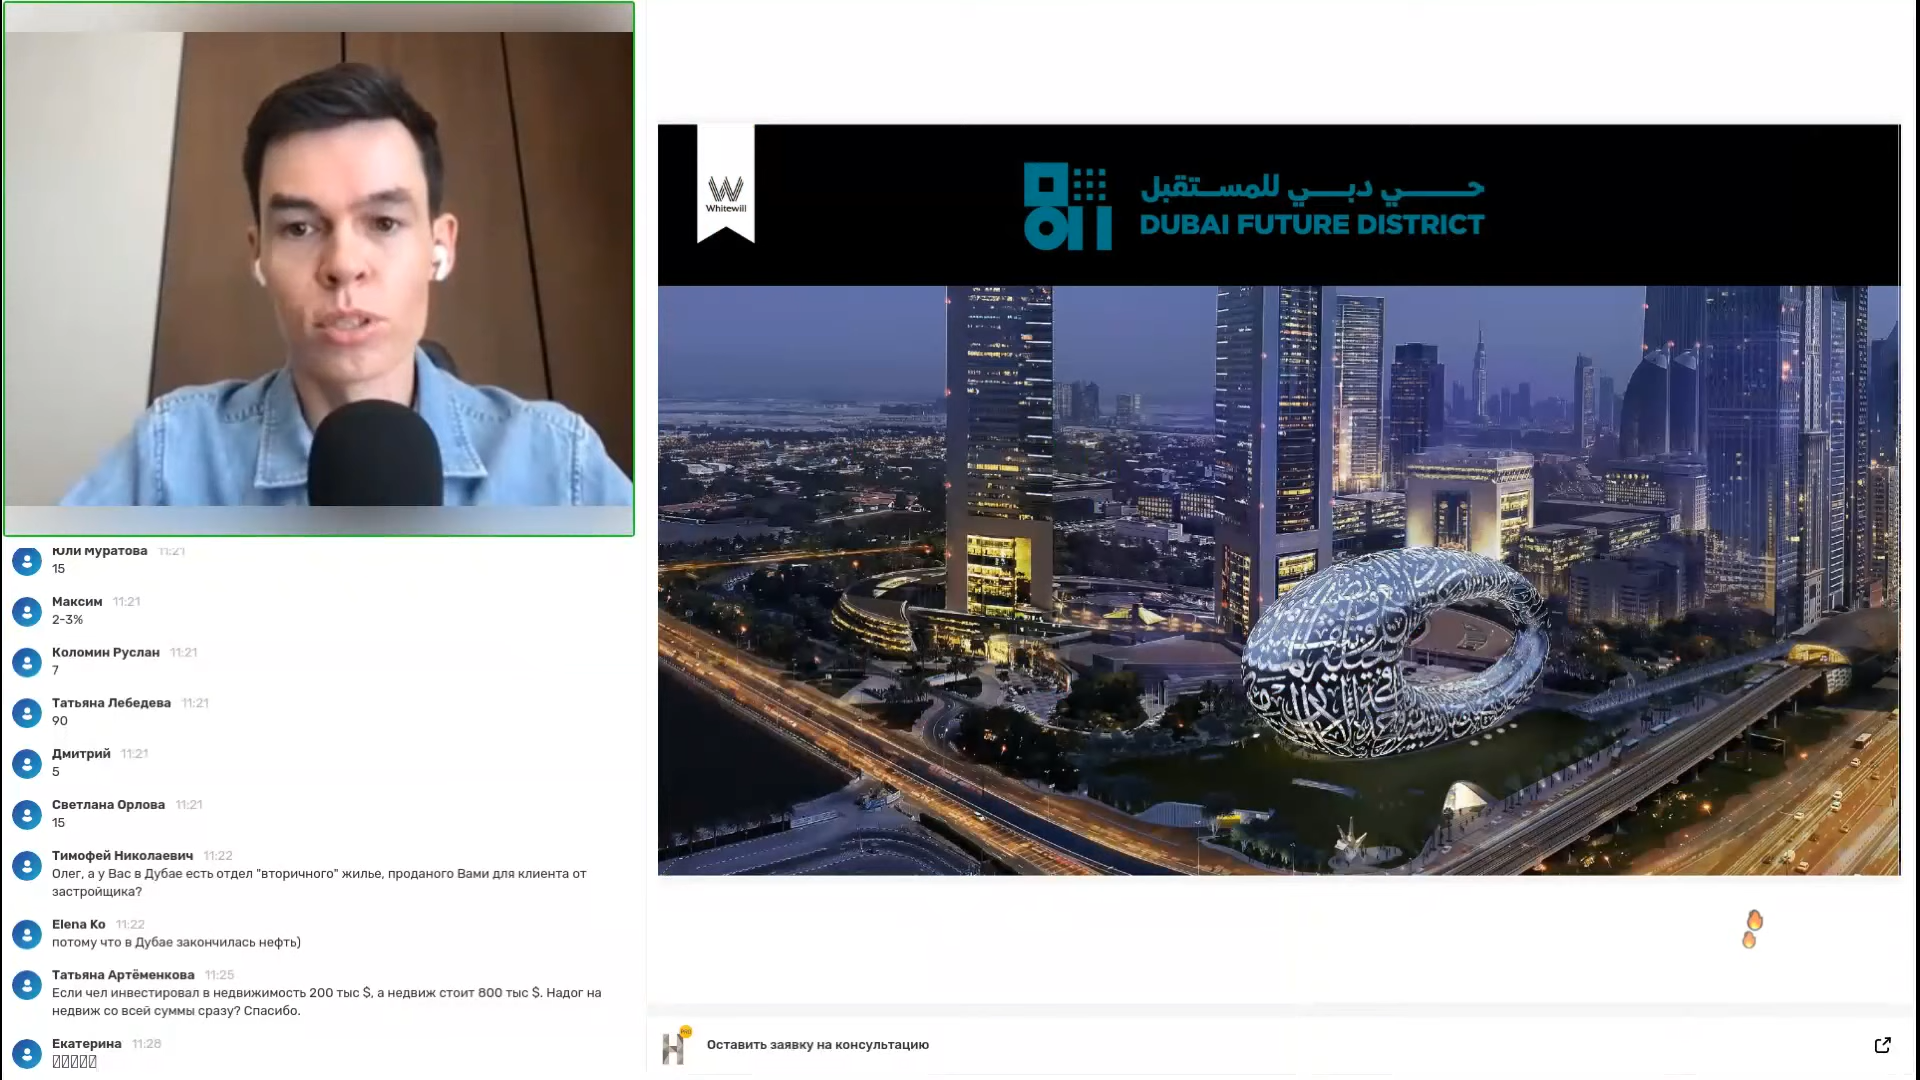 Whitewill
حي دبي للمستقبل
DUBAI FUTURE DISTRICT
Юли Муратова 11:21
15
Максим 11:21
2-3%
Коломин Руслан 11:21
7
Татьяна Лебедева 11:21
90
Дмитрий 11:21
5
Светлана Орлова 11:21
15
Тимофей Николаевич 11:22
Олег, а у Вас в Дубае есть отдел "вторичного" жилье, проданого Вами для клиента от
застройщика?
Elena Ko 11:22
потому что в Дубае закончилась нефть)
Татьяна Артёменкова 11:25
Если чел инвестировал в недвижимость 200 тыс $, а недвиж стоит 800 тыс $. Надог на
недвиж со всей суммы сразу? Спасибо.
Екатерина 11:28
Оставить заявку на консультацию